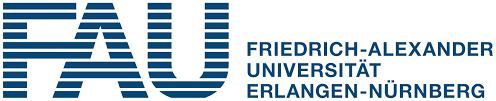 FAU
FRIEDRICH-ALEXANDER
UNIVERSITÄT
ERLANGEN-NÜRNBERG